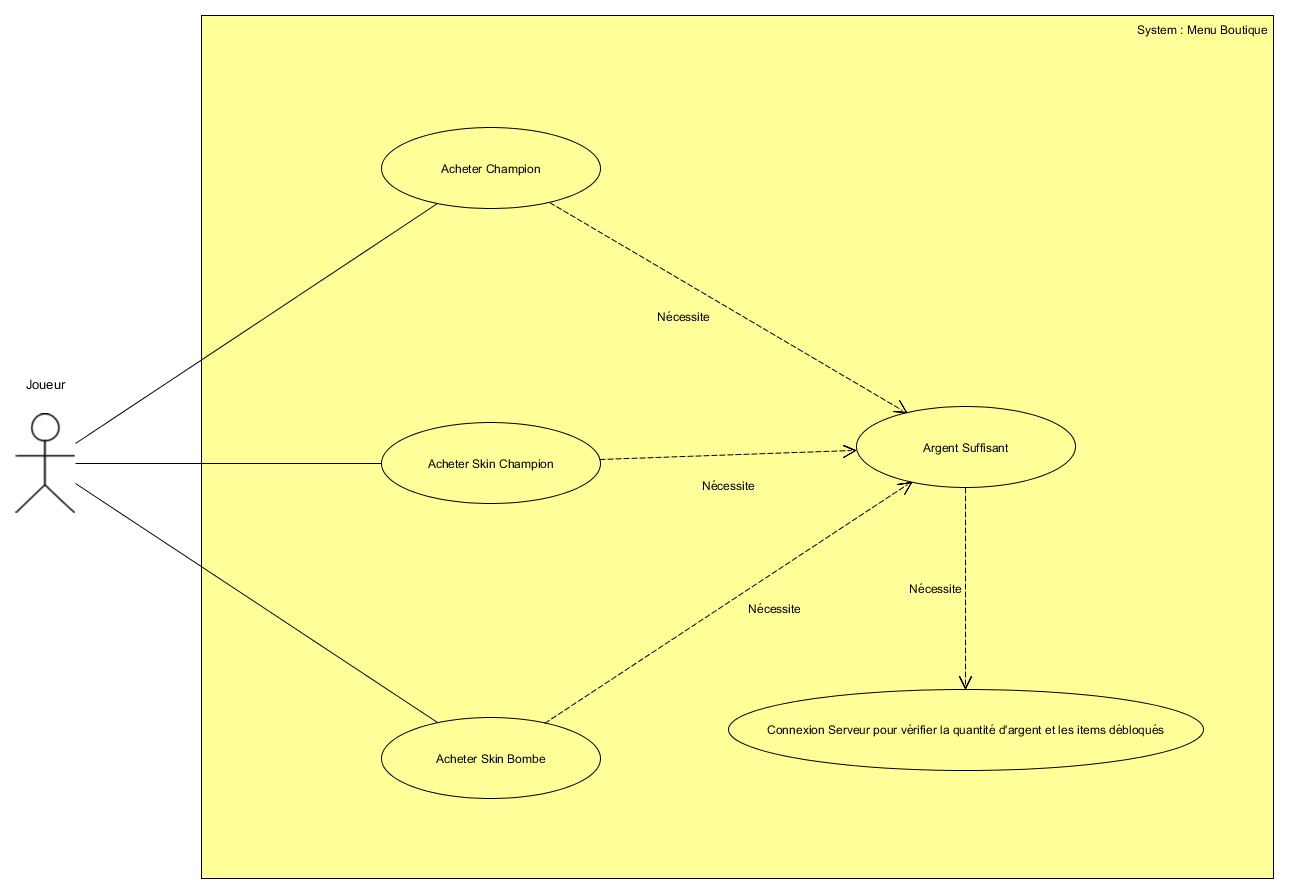 System : Menu Boutique
Acheter Champion
Nécessite
Joueur
Acheter Skin Champion
Argent Suffisant
Nécessite
Nécessite
Nécessite
Connexion Serveur pour vérifier la quantité d'argent et les items débloqués
Acheter Skin Bombe